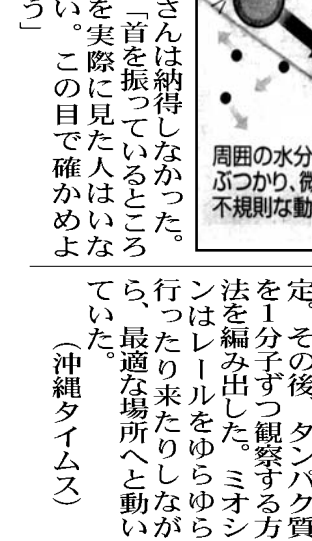 さんは納得しなかった。
「首を振っているところ
を実際に見た人はいな
い。この目で確かめよ
う」
周囲の水分
ぶつかり、微
不規則な動
定。その後、タンパク質
を1分子ずつ観察する方
法を編み出した。ミオシ
ンはレールをゆらゆら
行ったり来たりしなが
ら、最適な場所へと動い
ていた。
（沖縄タイムス）